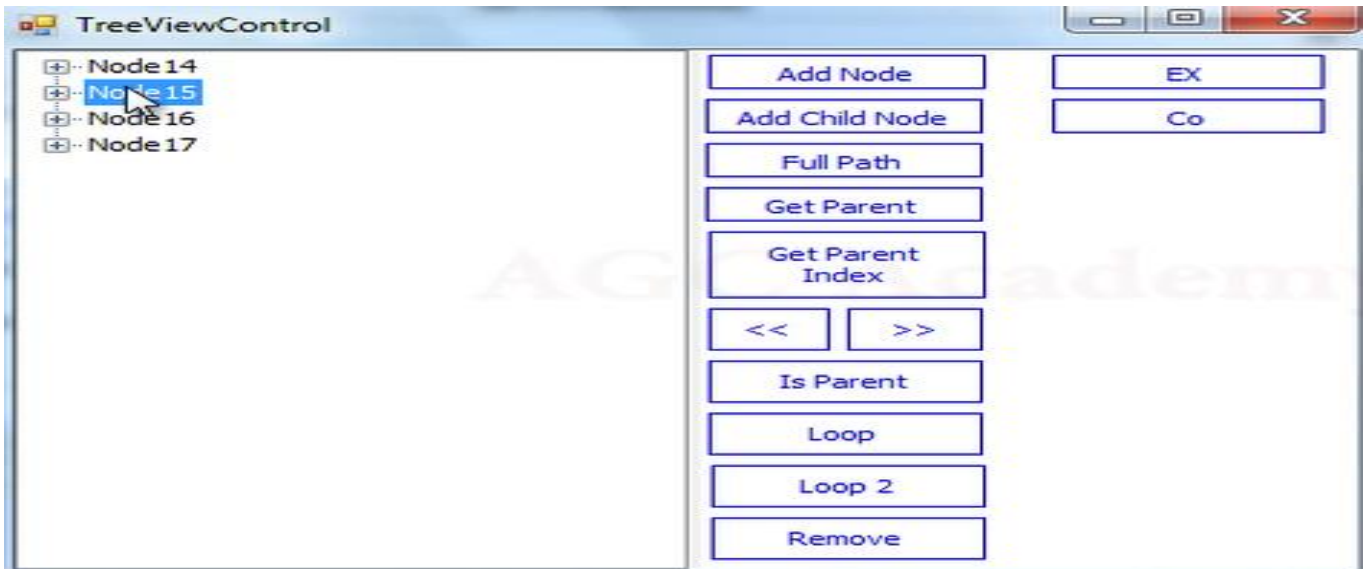 TreeViewControl
Node14
Node15
Node16
Node17
Add Node
Add Child Node
Full Path
Get Parent
Get Parent
Index
<< >>
Is Parent
Loop
Loop 2
Remove
EX
Co